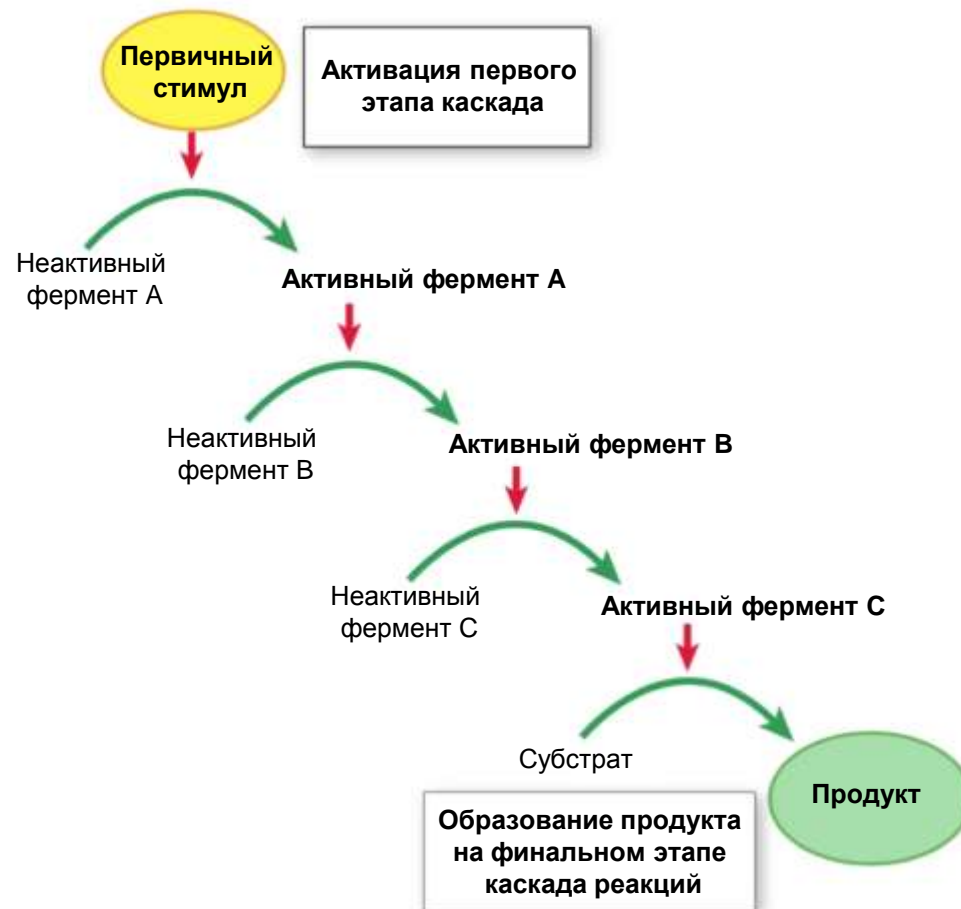 Первичный
стимул
Активация первого
этапа каскада
Неактивный
фермент А
Активный фермент А
Неактивный
фермент В
Активный фермент В
Неактивный
фермент С
Активный фермент С
Субстрат
Продукт
Образование продукта
на финальном этапе
каскада реакций